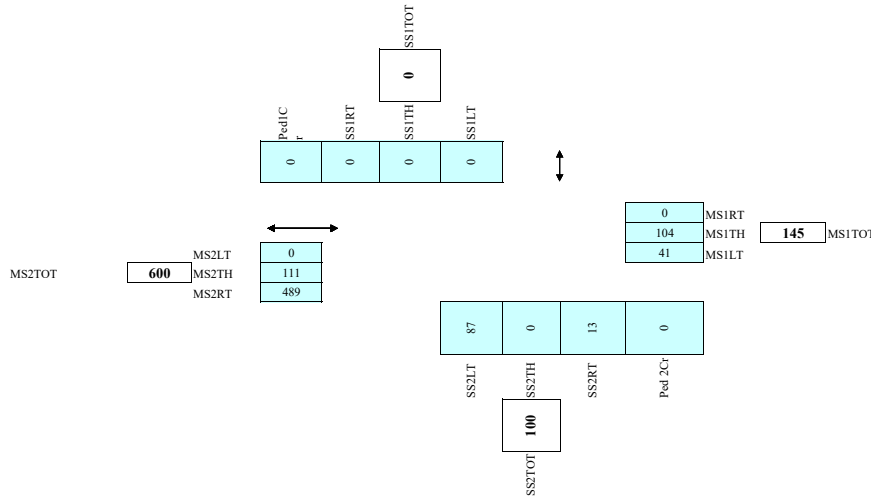 SS1TOT
0
Ped1C
r
SS1RT
SS1TH
SS1LT
0
0
0
0
0
MS1RT
104
MS1TH
145
MS1TOT
41
MS1LT
MS2LT
0
MS2TOT
600
MS2TH
111
MS2RT
489
87
0
13
0
SS2LT
SS2TH
SS2RT
Ped 2Cr
100
SS2TOT